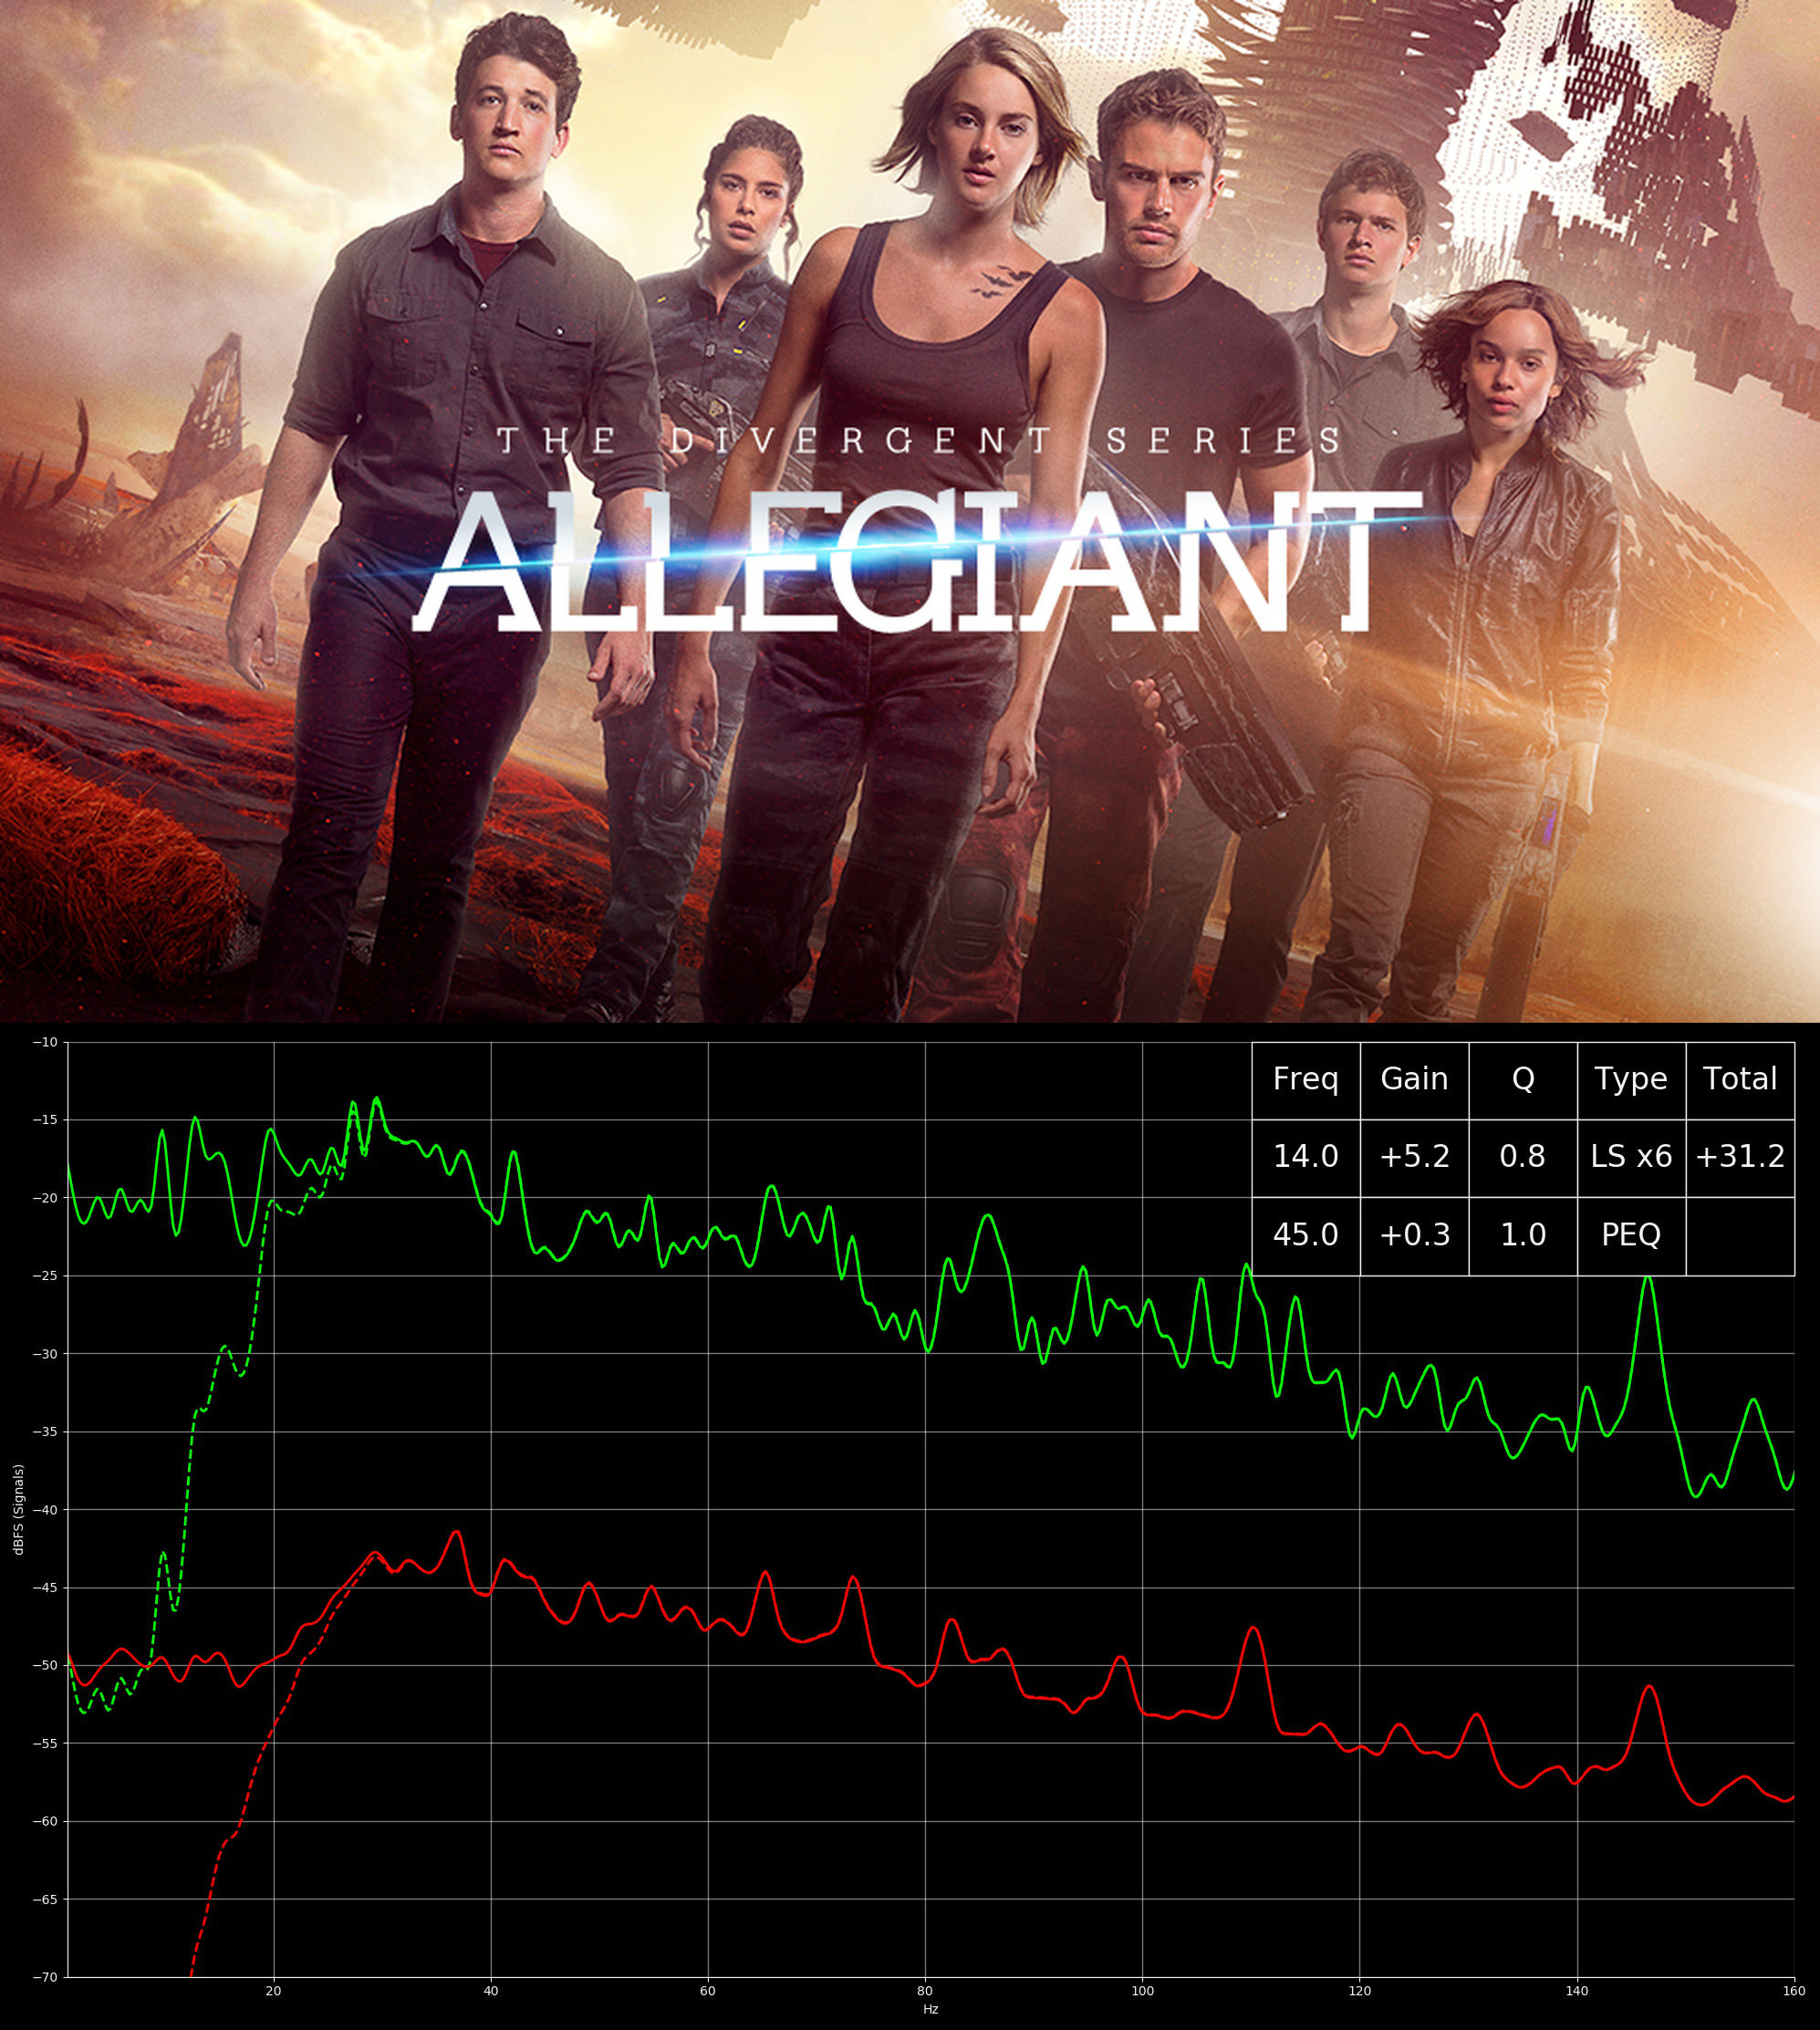 THE DIVERGENT SERIES
ALLEGIANT
Freq Gain Q Type Total
14.0 +5.2 0.8 LS x6 +31.2
45.0 +0.3 1.0 PEQ
−10
−15
−20
−25
−30
−35
−40
−45
−50
−55
−60
−65
−70
dBFS (Signals)
20 40 60 80 100 120 140 160
Hz